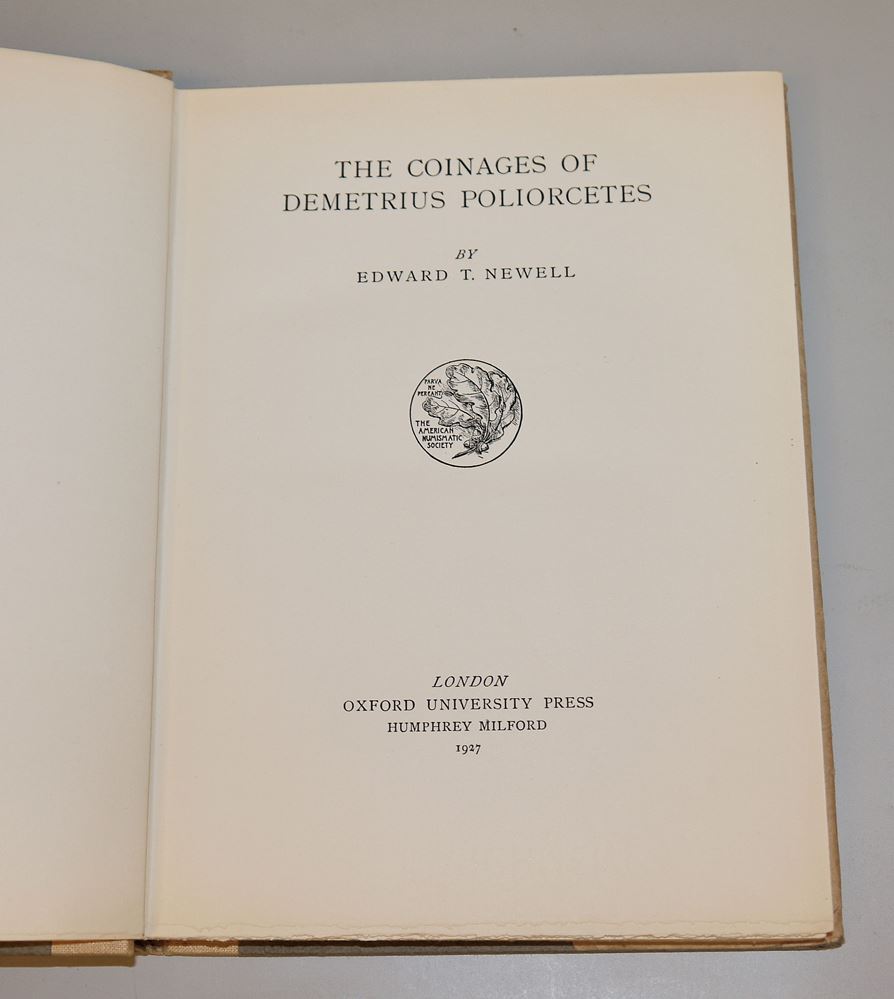 THE COINAGES OF
DEMETRIUS POLIORCETES
BY
EDWARD T. NEWELL
PARVA
NE
PEREANT
THE
AMERICAN
NUMISMATIC
SOCIETY
LONDON
OXFORD UNIVERSITY PRESS
HUMPHREY MILFORD
1927